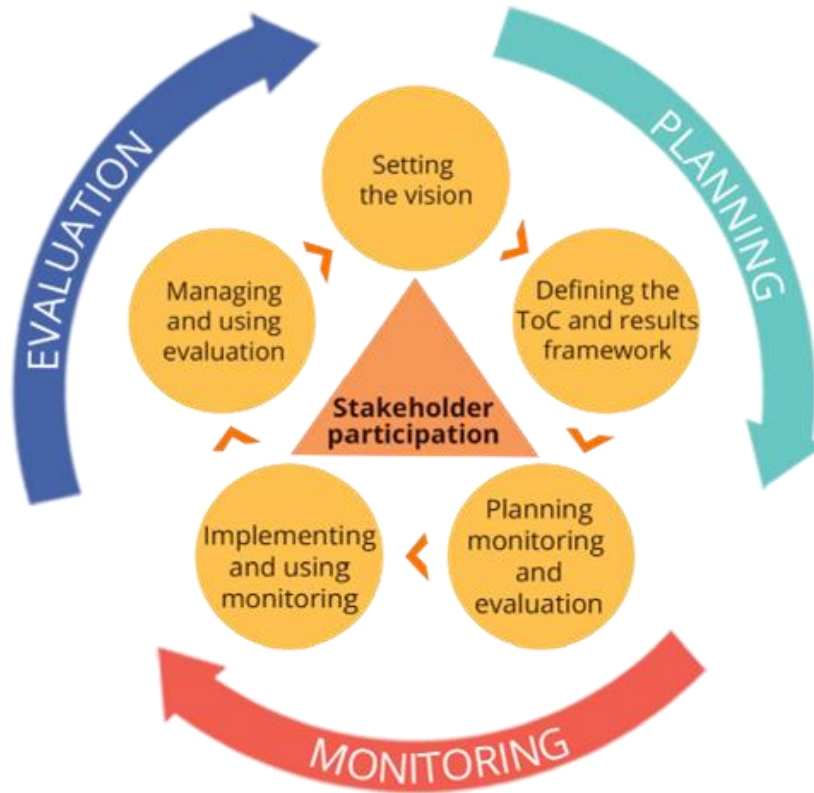 EVALUATION
PLANNING
Setting
the vision
Managing
and using
evaluation
Defining the
ToC and results
framework
Stakeholder
participation
Implementing
and using
monitoring
Planning
monitoring
and
evaluation
MONITORING